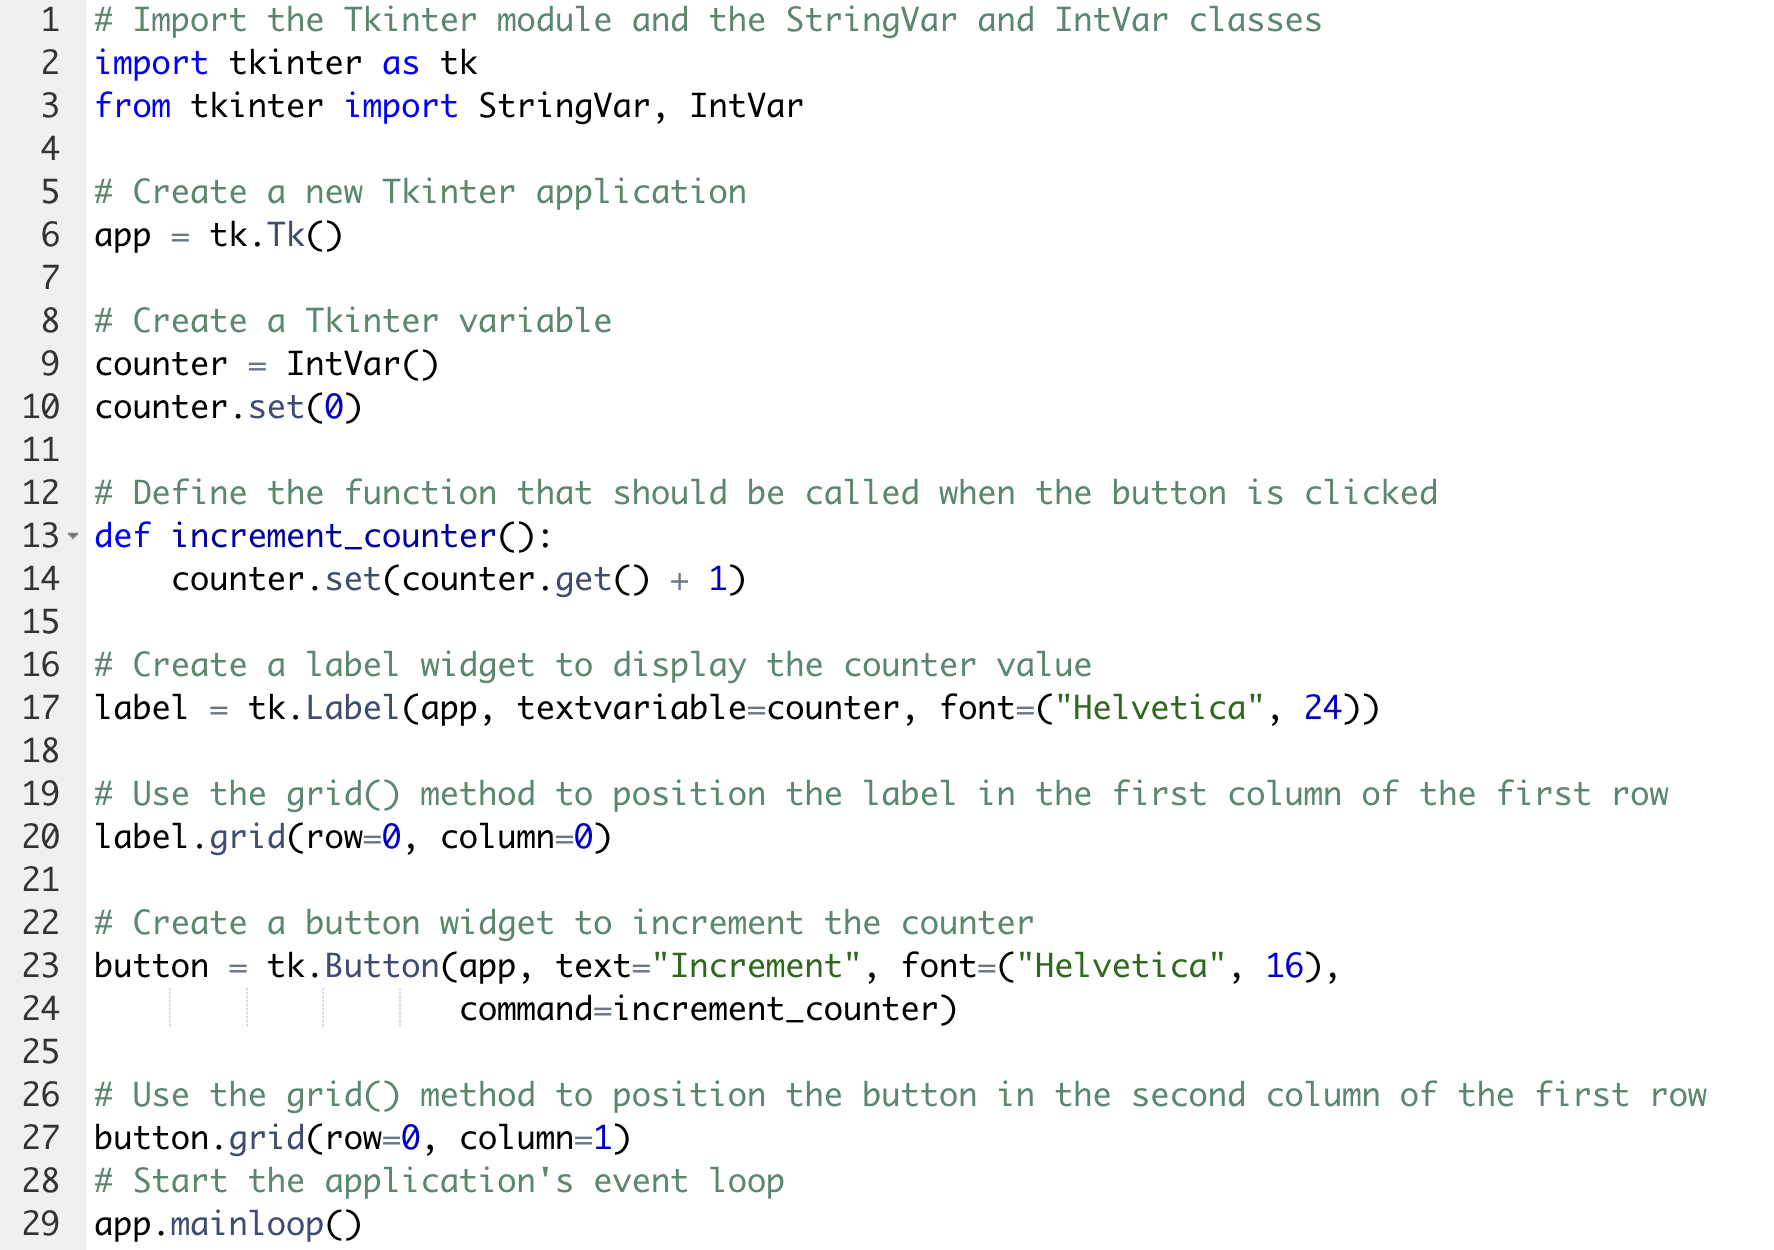 1 # Import the Tkinter module and the StringVar and IntVar classes
2 import tkinter as tk
3 from tkinter import StringVar, IntVar
4
5 # Create a new Tkinter application
6 app = tk.Tk()
7
8 # Create a Tkinter variable
9 counter = IntVar()
10 counter.set(0)
11
12 # Define the function that should be called when the button is clicked
13 def increment_counter():
14     counter.set(counter.get() + 1)
15
16 # Create a label widget to display the counter value
17 label = tk.Label(app, textvariable=counter, font=("Helvetica", 24))
18
19 # Use the grid() method to position the label in the first column of the first row
20 label.grid(row=0, column=0)
21
22 # Create a button widget to increment the counter
23 button = tk.Button(app, text="Increment", font=("Helvetica", 16),
24                    command=increment_counter)
25
26 # Use the grid() method to position the button in the second column of the first row
27 button.grid(row=0, column=1)
28 # Start the application's event loop
29 app.mainloop()